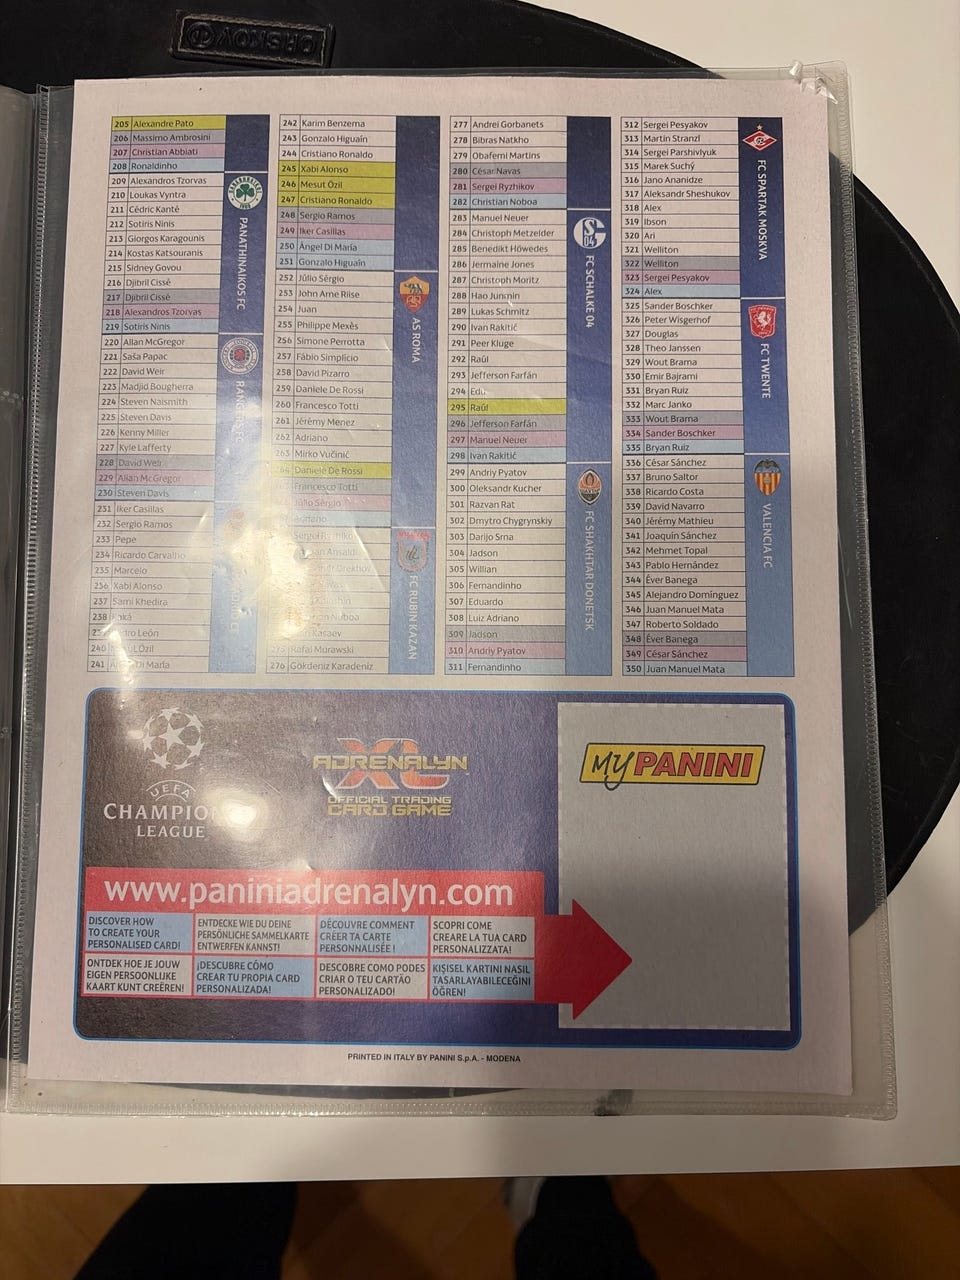 205 Alexandre Pato
206 Massimo Ambrosini
207 Christian Abbiati
208 Ronaldinho
209 Alexandros Tzorvas
210 Loukas Vyntra
211 Cédric Kanté
212 Sotiris Ninis
213 Giorgos Karagounis
214 Kostas Katsouranis
215 Sidney Govou
216 Djibril Cissé
217 Djibril Cissé
218 Alexandros Tzorvas
219 Sotiris Ninis
PANATHINAIKOS FC
220 Allan McGregor
221 Saša Papac
222 David Weir
223 Madjid Bougherra
224 Steven Naismith
225 Steven Davis
226 Kenny Miller
227 Kyle Lafferty
228 David Weir
229 Allan McGregor
230 Steven Davis
RANGERS FC
231 Iker Casillas
232 Sergio Ramos
233 Pepe
234 Ricardo Carvalho
235 Marcelo
236 Xabi Alonso
237 Sami Khedira
238
León
240 Özil
241 Di María
242 Karim Benzema
243 Gonzalo Higuaín
244 Cristiano Ronaldo
245 Xabi Alonso
246 Mesut Özil
247 Cristiano Ronaldo
248 Sergio Ramos
249 Iker Casillas
250 Ángel Di María
251 Gonzalo Higuaín
252 Júlio Sérgio
253 John Arne Riise
254 Juan
255 Philippe Mexès
256 Simone Perrotta
257 Fábio Simplício
258 David Pizarro
259 Daniele De Rossi
260 Francesco Totti
261 Jérémy Menez
262 Adriano
263 Mirko Vučinić
264 Daniele De Rossi
Francesco Totti
Júlio Sérgio
AS ROMA
Ansaldi
Noboa
Kasaev
Rafał Murawski
276 Gökdeniz Karadeniz
FC RUBIN KAZAN
277 Andrei Gorbanets
278 Bibras Natkho
279 Obafemi Martins
280 César Navas
281 Sergei Ryzhikov
282 Christian Noboa
283 Manuel Neuer
284 Christoph Metzelder
285 Benedikt Höwedes
286 Jermaine Jones
287 Christoph Moritz
288 Hao Junmin
289 Lukas Schmitz
290 Ivan Rakitić
291 Peer Kluge
292 Raúl
293 Jefferson Farfán
294 Edu
295 Raúl
296 Jefferson Farfán
297 Manuel Neuer
298 Ivan Rakitić
S04
FC SCHALKE 04
299 Andriy Pyatov
300 Oleksandr Kucher
301 Razvan Rat
302 Dmytro Chygrynskiy
303 Darijo Srna
304 Jadson
305 Willian
306 Fernandinho
307 Eduardo
308 Luiz Adriano
309 Jadson
310 Andriy Pyatov
311 Fernandinho
FC SHAKHTAR DONETSK
312 Sergei Pesyakov
313 Martin Stranzl
314 Sergei Parshivlyuk
315 Marek Suchý
316 Jano Ananidze
317 Aleksandr Sheshukov
318 Alex
319 Ibson
320 Ari
321 Welliton
322 Welliton
323 Sergei Pesyakov
324 Alex
FC SPARTAK MOSKVA
325 Sander Boschker
326 Peter Wisgerhof
327 Douglas
328 Theo Janssen
329 Wout Brama
330 Emir Bajrami
331 Bryan Ruiz
332 Marc Janko
333 Wout Brama
334 Sander Boschker
335 Bryan Ruiz
FC TWENTE
336 César Sánchez
337 Bruno Saltor
338 Ricardo Costa
339 David Navarro
340 Jérémy Mathieu
341 Joaquín Sánchez
342 Mehmet Topal
343 Pablo Hernández
344 Éver Banega
345 Alejandro Domínguez
346 Juan Manuel Mata
347 Roberto Soldado
348 Éver Banega
349 César Sánchez
350 Juan Manuel Mata
VALENCIA FC
UEFA
CHAMPIO
LEAGUE
ADRENALYN
XL
OFFICIAL TRADING
CARD GAME
MY PANINI
www.paniniadrenalyn.com
DISCOVER HOW
TO CREATE YOUR
PERSONALISED CARD!
ENTDECKE WIE DU DEINE
PERSÖNLICHE SAMMELKARTE
ENTWERFEN KANNST!
DÉCOUVRE COMMENT
CRÉER TA CARTE
PERSONNALISÉE !
SCOPRI COME
CREARE LA TUA CARD
PERSONALIZZATA!
ONTDEK HOE JE JOUW
EIGEN PERSOONLIJKE
KAART KUNT CREËREN!
¡DESCUBRE CÓMO
CREAR TU PROPIA CARD
PERSONALIZADA!
DESCOBRE COMO PODES
CRIAR O TEU CARTÃO
PERSONALIZADO!
KIŞISEL KARTINI NASIL
TASARLAYABILECEĞINI
ÖĞREN!
PRINTED IN ITALY BY PANINI S.p.A. - MODENA